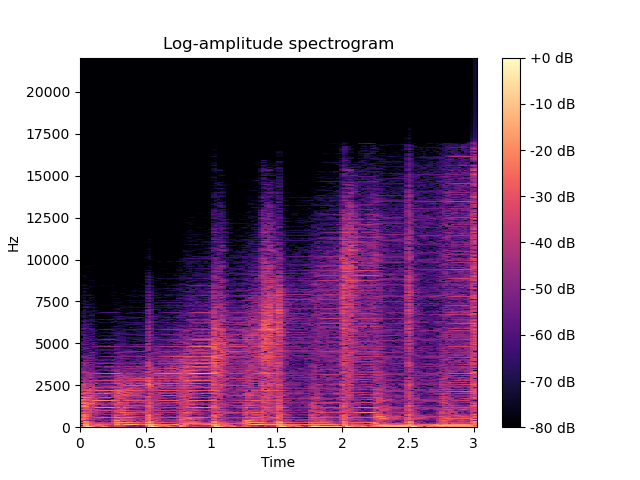 Log-amplitude spectrogram
Hz
20000
17500
15000
12500
10000
7500
5000
2500
0
0 0.5 1 1.5 2 2.5 3
Time
+0 dB
-10 dB
-20 dB
-30 dB
-40 dB
-50 dB
-60 dB
-70 dB
-80 dB